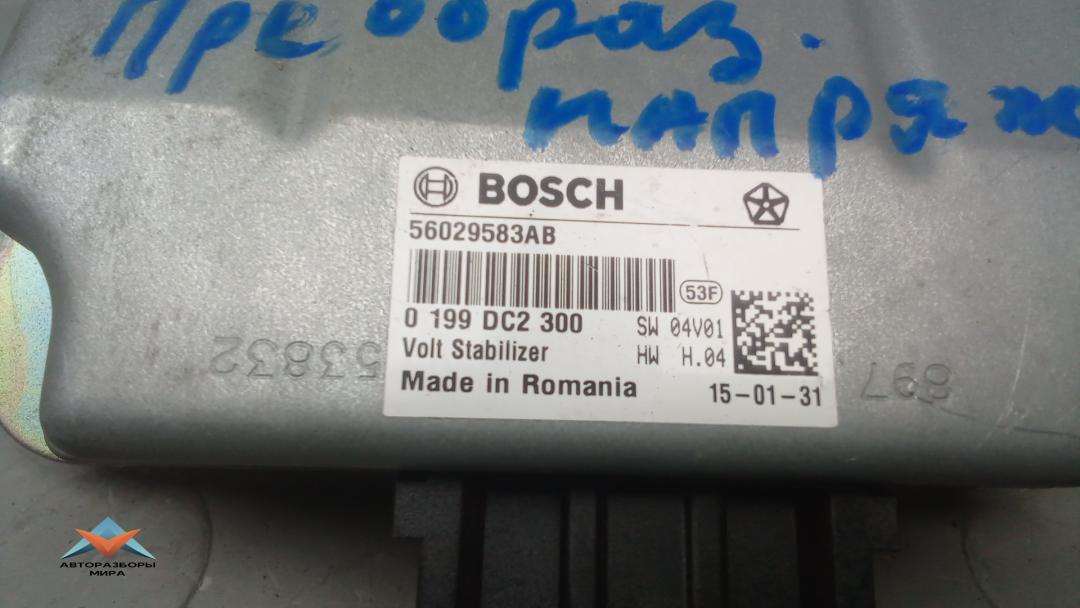 Преобраз.
напряж
BOSCH
56029583AB
53F
0 199 DC2 300
SW 04V01
Volt Stabilizer
HW H.04
Made in Romania
15-01-31
53832
697
АВТОРАЗБОРЫ
МИРА